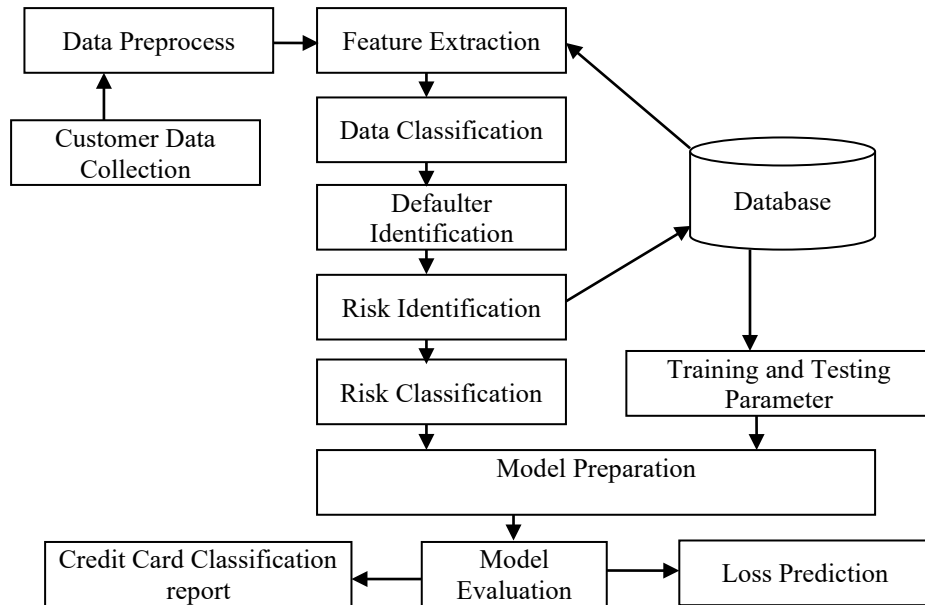 Data Preprocess
Feature Extraction
Customer Data
Collection
Data Classification
Defaulter
Identification
Database
Risk Identification
Risk Classification
Training and Testing
Parameter
Model Preparation
Credit Card Classification
report
Model
Evaluation
Loss Prediction